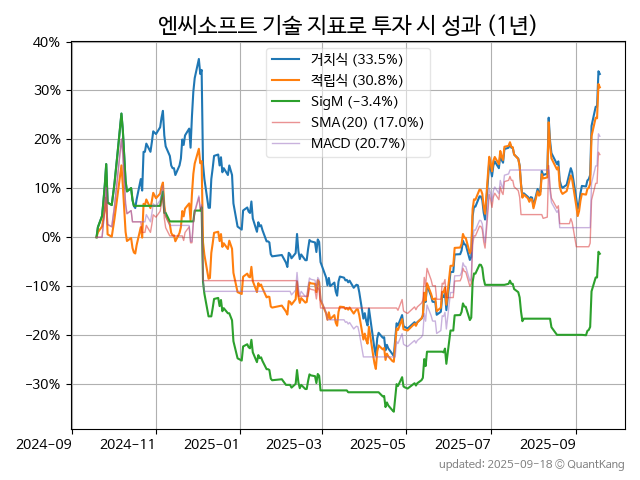 엔씨소프트 기술 지표로 투자 시 성과 (1년)
40%
30%
20%
10%
0%
−10%
−20%
−30%
거치식 (33.5%)
적립식 (30.8%)
SigM (−3.4%)
SMA(20) (17.0%)
MACD (20.7%)
2024-09 2024-11 2025-01 2025-03 2025-05 2025-07 2025-09
updated: 2025-09-18 ⓒ QuantKang